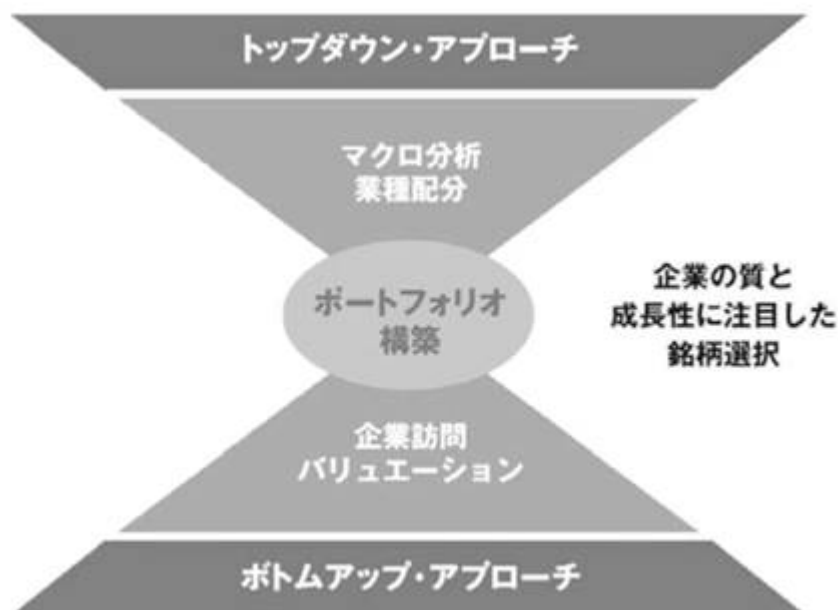 トップダウン・アプローチ
マクロ分析
業種配分
ポートフォリオ
構築
企業の質と
成長性に注目した
銘柄選択
企業訪問
バリュエーション
ボトムアップ・アプローチ